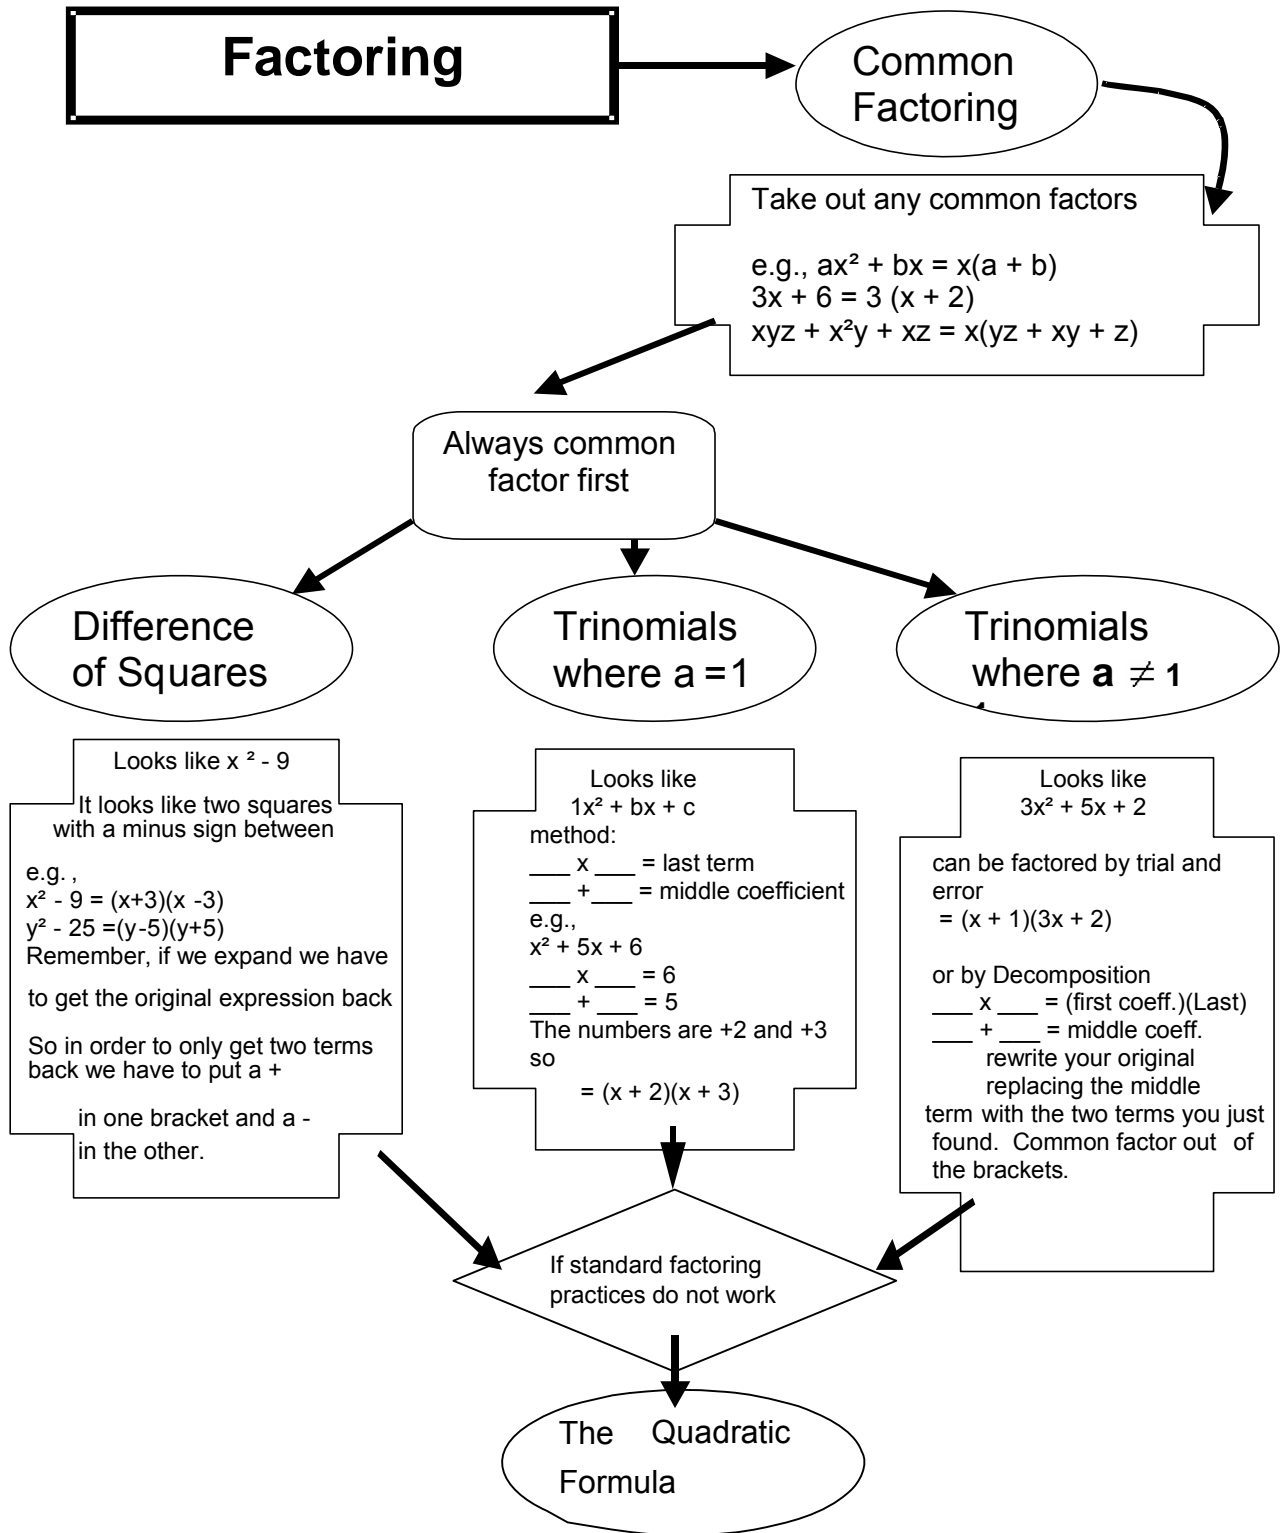 Factoring
Common
Factoring
Take out any common factors
e.g., ax² + bx = x(a + b)
3x + 6 = 3 (x + 2)
xyz + x²y + xz = x(yz + xy + z)
Always common
factor first
Difference
of Squares
Trinomials
where a =1
Trinomials
where a ≠ 1
Looks like x ² - 9
It looks like two squares
with a minus sign between
e.g. ,
x² - 9 = (x+3)(x -3)
y² - 25 =(y-5)(y+5)
Remember, if we expand we have
to get the original expression back
So in order to only get two terms
back we have to put a +
in one bracket and a -
in the other.
Looks like
1x² + bx + c
method:
___ x ___ = last term
___ +___ = middle coefficient
e.g.,
x² + 5x + 6
___ x ___ = 6
___ + ___ = 5
The numbers are +2 and +3
so
= (x + 2)(x + 3)
Looks like
3x² + 5x + 2
can be factored by trial and
error
= (x + 1)(3x + 2)
or by Decomposition
___ x ___ = (first coeff.)(Last)
___ + ___ = middle coeff.
rewrite your original
replacing the middle
term with the two terms you just
found. Common factor out of
the brackets.
If standard factoring
practices do not work
The Quadratic
Formula